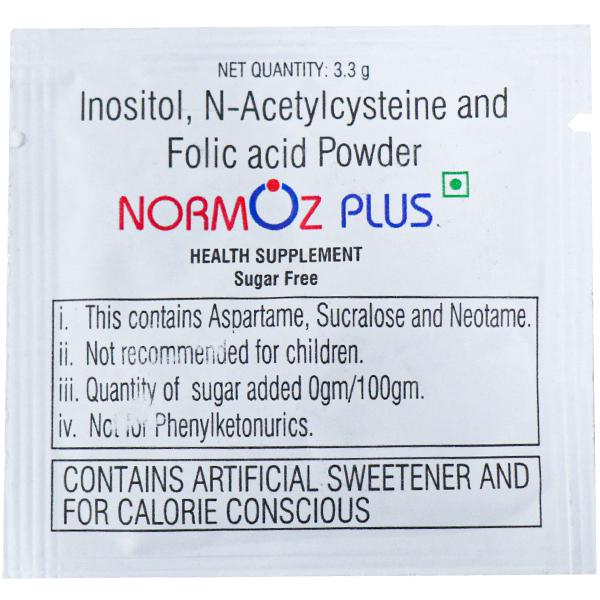 NET QUANTITY: 3.3 g
Inositol, N-Acetylcysteine and
Folic acid Powder
NORMOZ PLUS
HEALTH SUPPLEMENT
Sugar Free
i. This contains Aspartame, Sucralose and Neotame.
ii. Not recommended for children.
iii. Quantity of sugar added 0gm/100gm.
iv. Not for Phenylketonurics.
CONTAINS ARTIFICIAL SWEETENER AND
FOR CALORIE CONSCIOUS